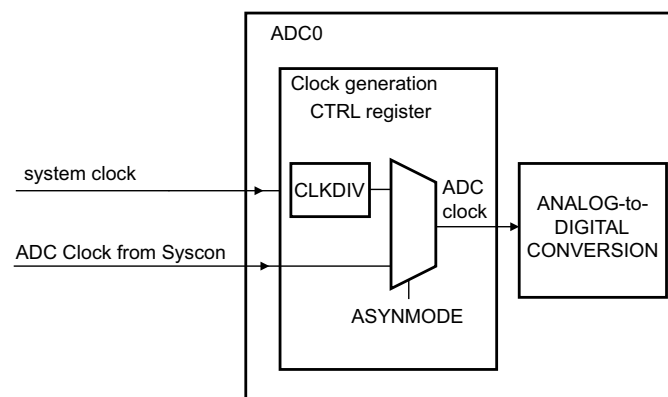 ADC0
Clock generation
CTRL register
system clock
CLKDIV
ADC
clock
ANALOG-to-
DIGITAL
CONVERSION
ADC Clock from Syscon
ASYNMODE